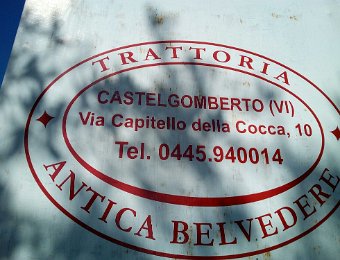 TRATTORIA
CASTELGOMBERTO (VI)
Via Capitello della Cocca, 10
Tel. 0445.940014
ANTICA BELVEDERE